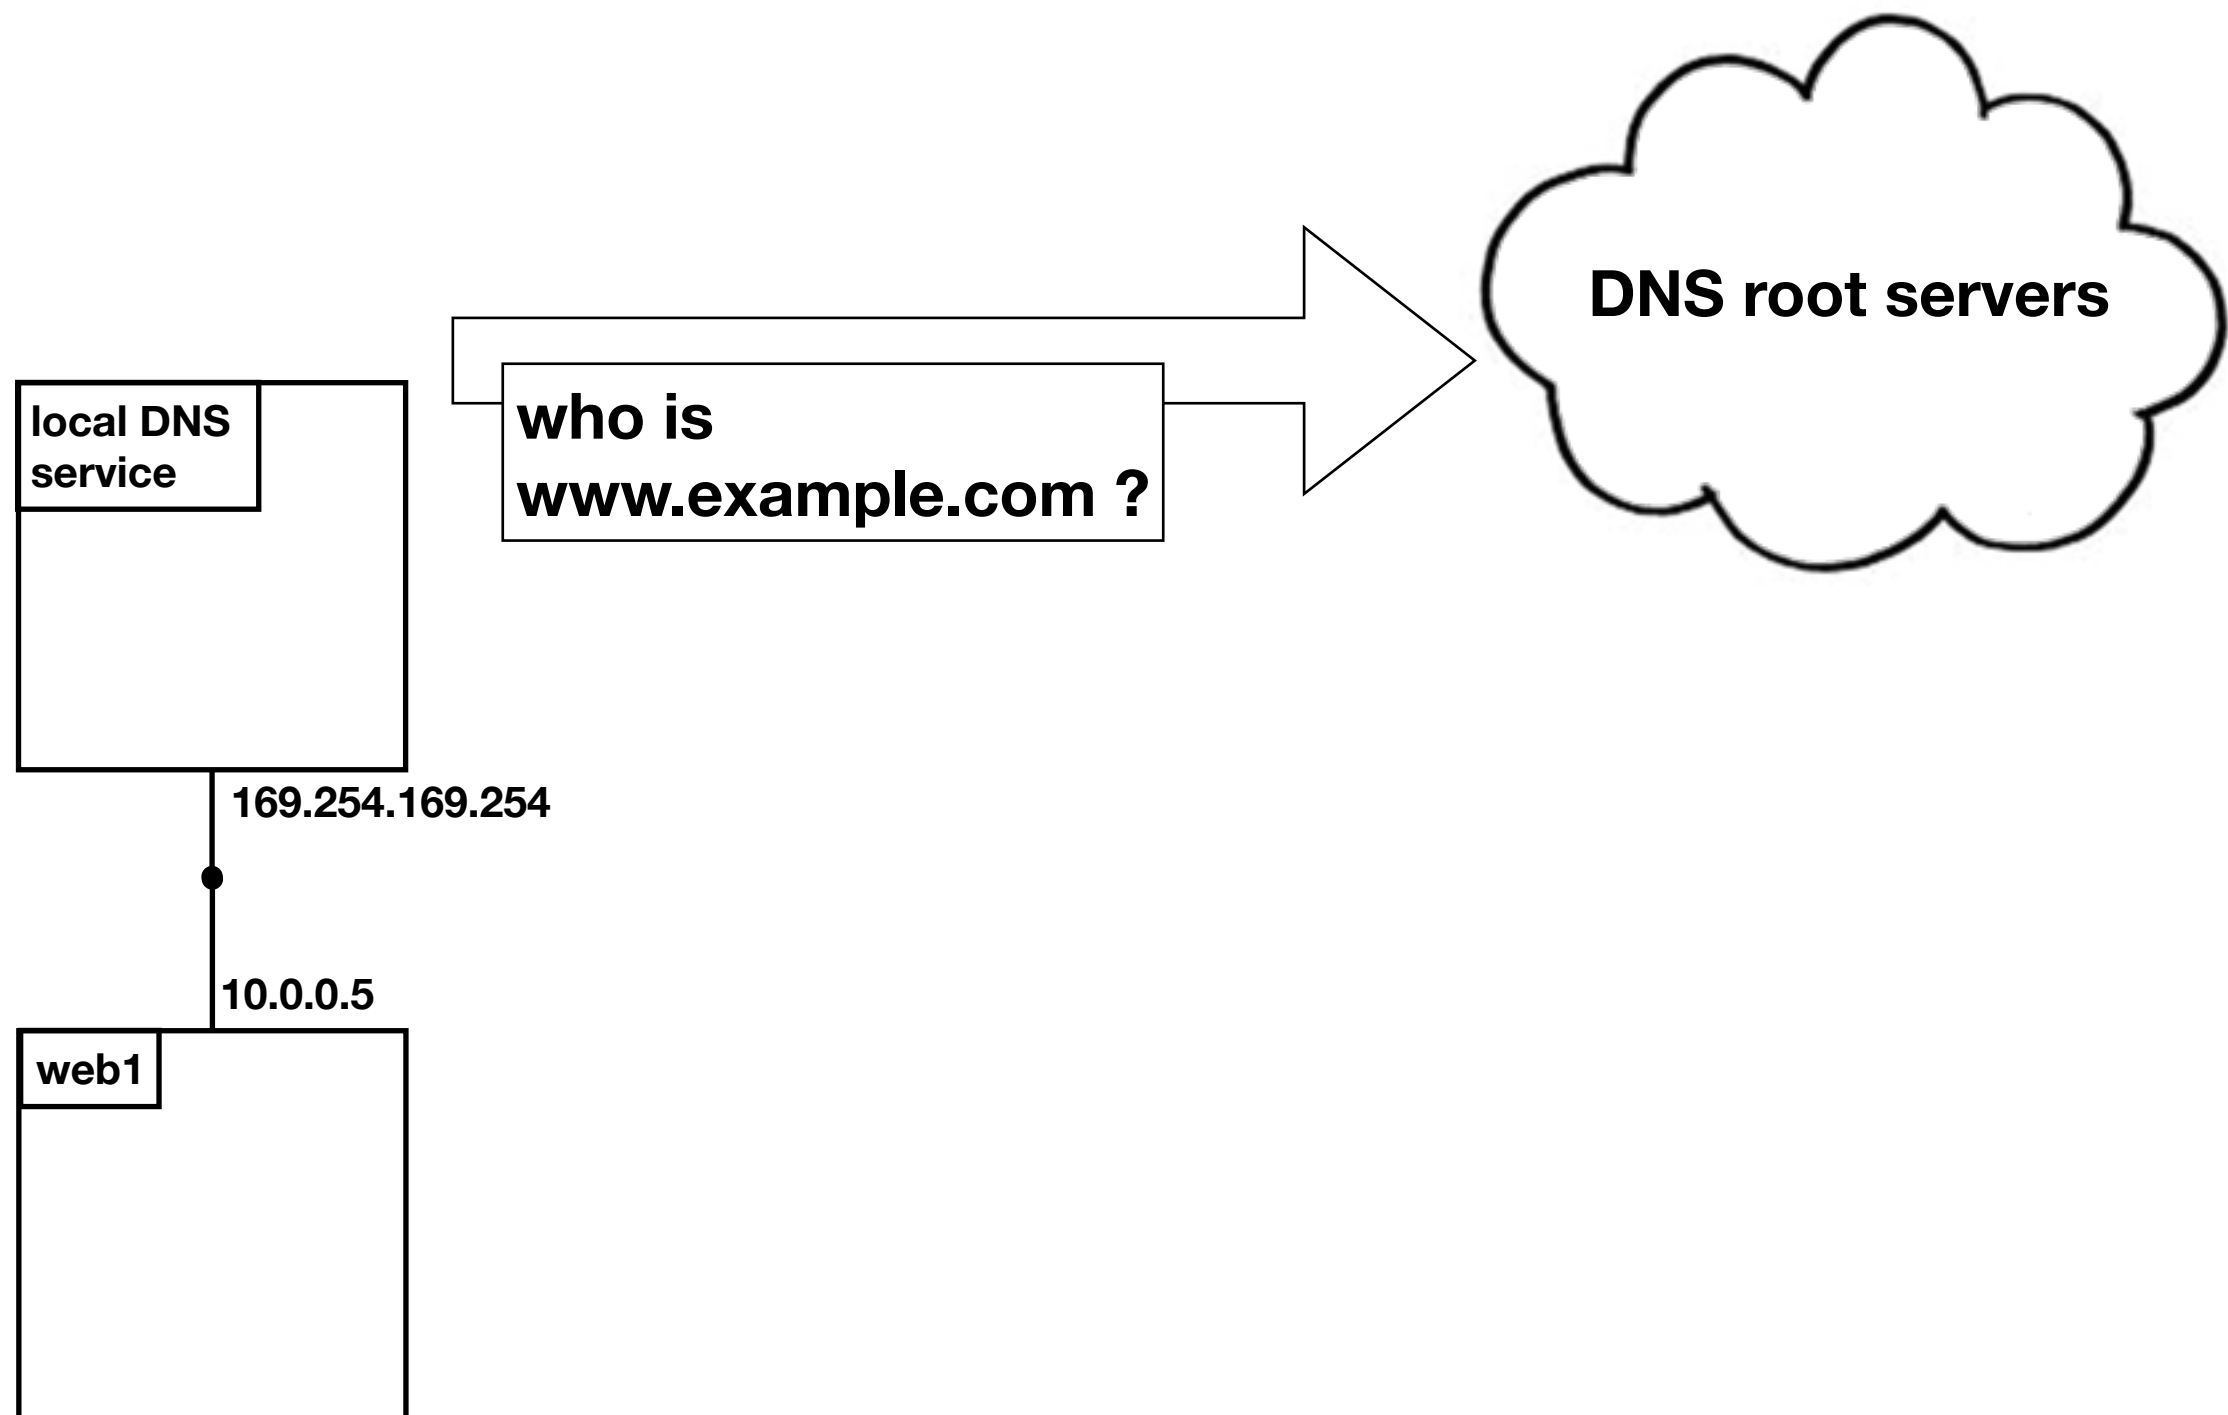 DNS root servers
who is
www.example.com ?
local DNS
service
169.254.169.254
10.0.0.5
web1